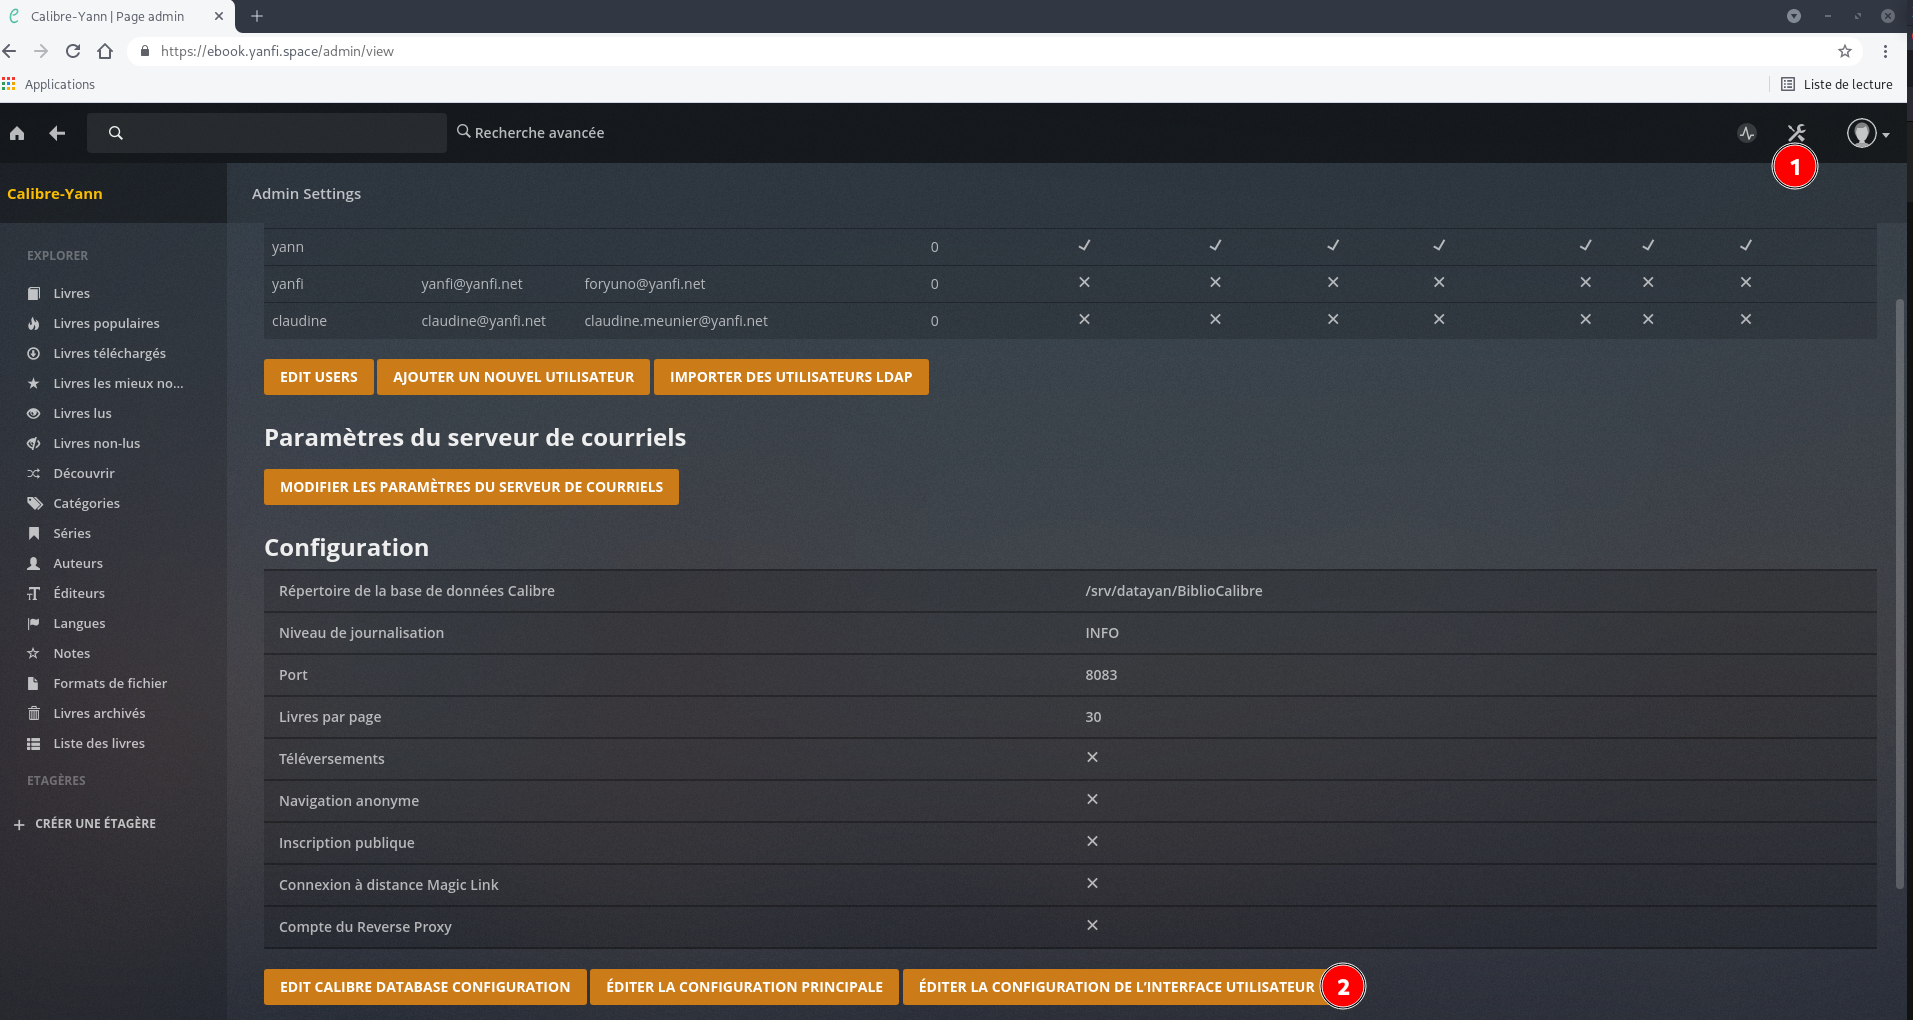 Calibre-Yann | Page admin
https://ebook.yanfi.space/admin/view
Applications
Liste de lecture
Recherche avancée
1
Calibre-Yann
Admin Settings
EXPLORER
Livres
Livres populaires
Livres téléchargés
Livres les mieux no...
Livres lus
Livres non-lus
Découvrir
Catégories
Séries
Auteurs
Éditeurs
Langues
Notes
Formats de fichier
Livres archivés
Liste des livres
ETAGÈRES
CRÉER UNE ÉTAGÈRE
yann 0
yanfi yanfi@yanfi.net foryuno@yanfi.net 0
claudine claudine@yanfi.net claudine.meunier@yanfi.net 0
EDIT USERS AJOUTER UN NOUVEL UTILISATEUR IMPORTER DES UTILISATEURS LDAP
Paramètres du serveur de courriels
MODIFIER LES PARAMÈTRES DU SERVEUR DE COURRIELS
Configuration
Répertoire de la base de données Calibre /srv/datayan/BiblioCalibre
Niveau de journalisation INFO
Port 8083
Livres par page 30
Téléversements
Navigation anonyme
Inscription publique
Connexion à distance Magic Link
Compte du Reverse Proxy
EDIT CALIBRE DATABASE CONFIGURATION ÉDITER LA CONFIGURATION PRINCIPALE ÉDITER LA CONFIGURATION DE L'INTERFACE UTILISATEUR 2